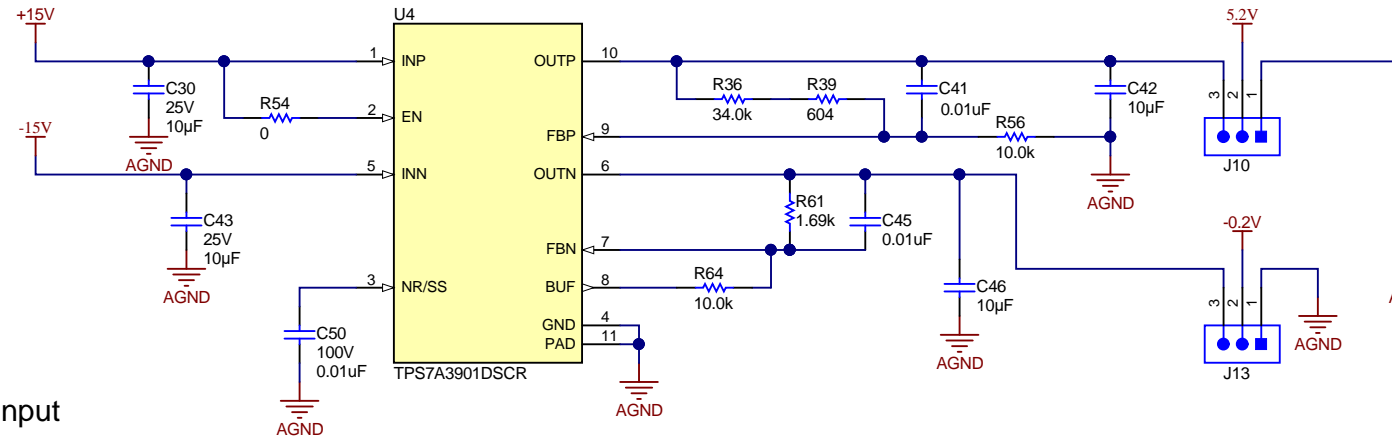 +15V
U4
5.2V
1
INP
OUTP
10
C30
25V
10µF
R54
0
2
EN
R36
34.0k
R39
604
C41
0.01uF
C42
10µF
3
2
1
-15V
AGND
FBP
9
R56
10.0k
J10
5
INN
OUTN
6
AGND
C43
25V
10µF
R61
1.69k
C45
0.01uF
-0.2V
FBN
7
AGND
3
NR/SS
BUF
8
R64
10.0k
C46
10µF
3
2
1
GND
4
C50
100V
0.01uF
PAD
11
AGND
AGND
J13
TPS7A3901DSCR
AGND
nput
AGND